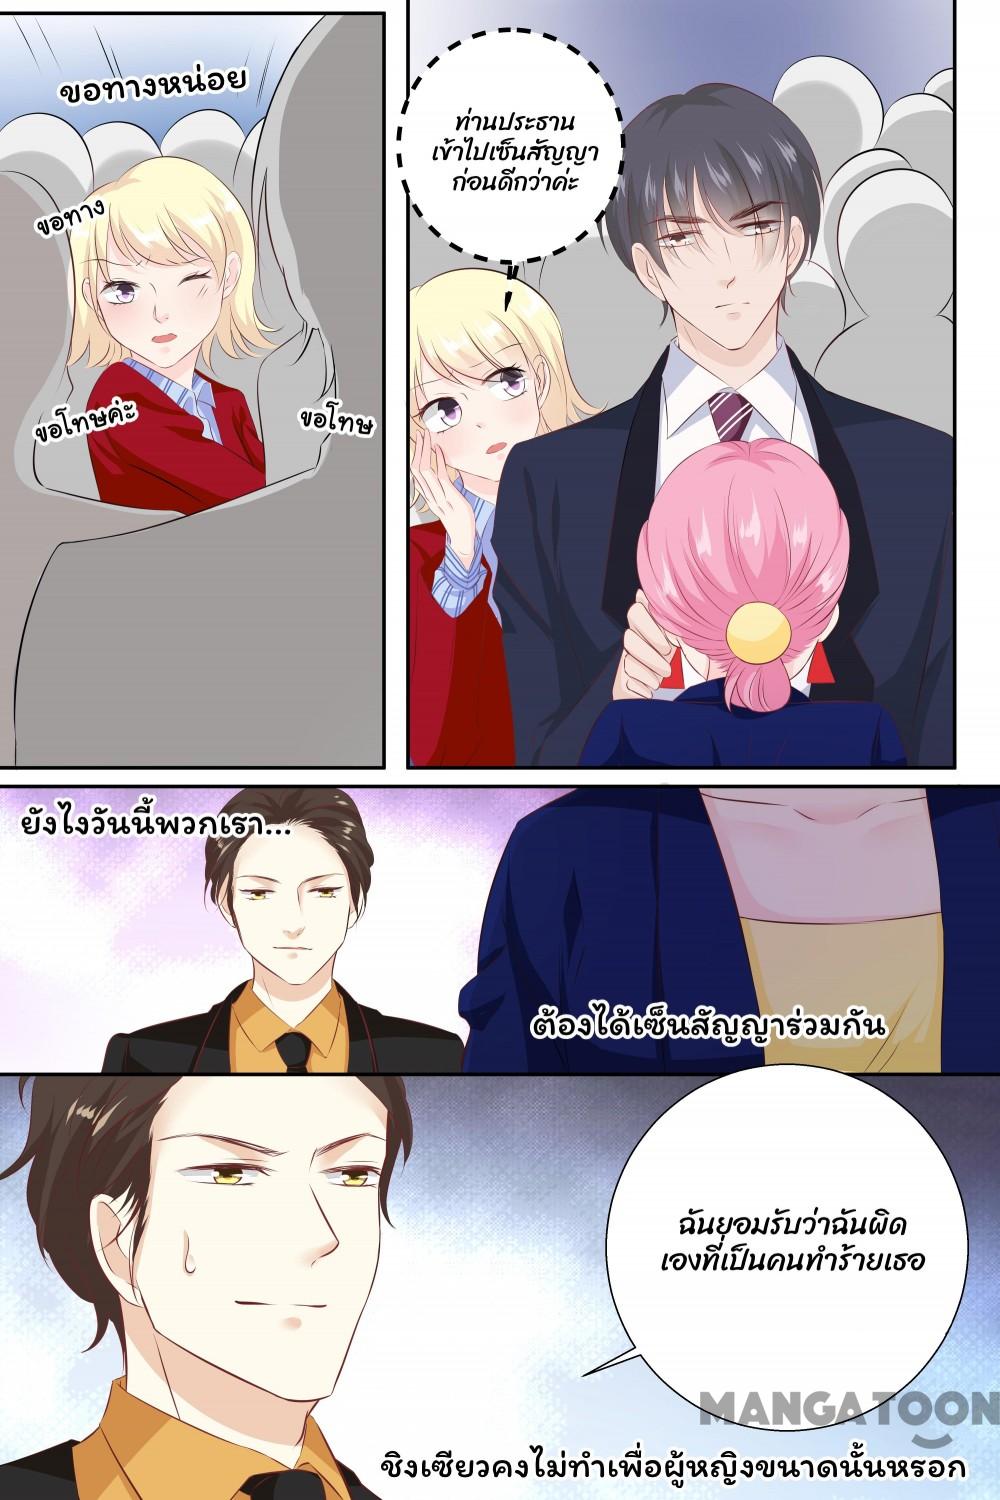 ขอทางหน่อย
ขอทาง
ขอโทษค่ะ
ขอโทษ
ท่านประธาน
เข้าไปเซ็นสัญญา
ก่อนดีกว่าค่ะ
ยังไงวันนี้พวกเรา...
ต้องได้เซ็นสัญญาร่วมกัน
ฉันยอมรับว่าฉันผิด
เองที่เป็นคนทำร้ายเธอ
MANGATOON
ชิงเซียวคงไม่ทำเพื่อผู้หญิงขนาดนั้นหรอก